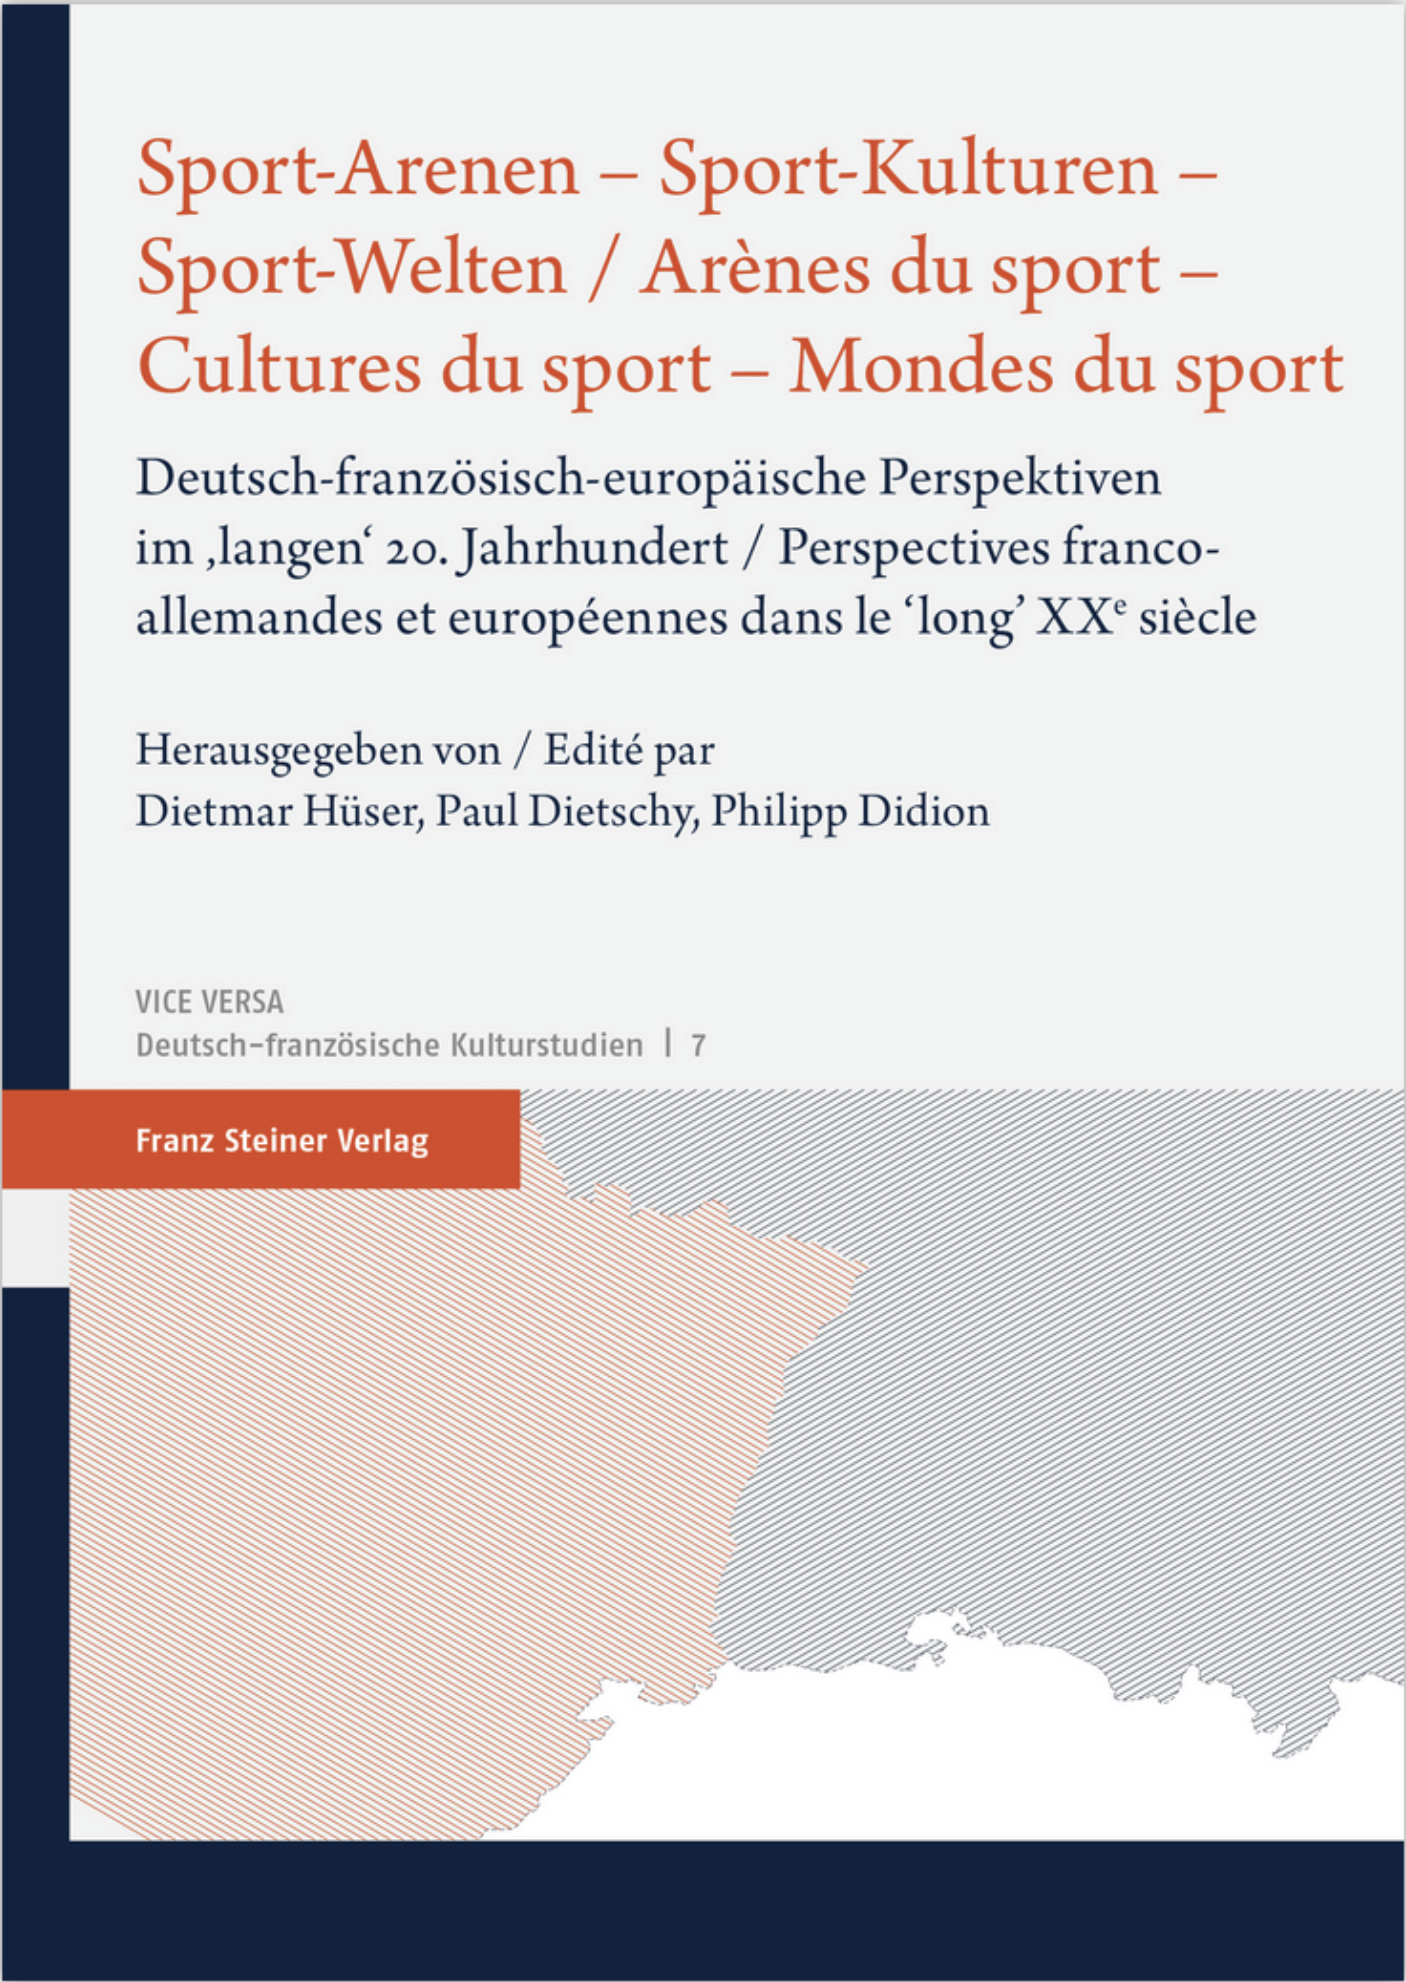 Sport-Arenen – Sport-Kulturen –
Sport-Welten / Arènes du sport –
Cultures du sport – Mondes du sport
Deutsch-französisch-europäische Perspektiven
im ‚langen‘ 20. Jahrhundert / Perspectives franco-
allemandes et européennes dans le ‘long’ XXᵉ siècle
Herausgegeben von / Edité par
Dietmar Hüser, Paul Dietschy, Philipp Didion
VICE VERSA
Deutsch-französische Kulturstudien | 7
Franz Steiner Verlag